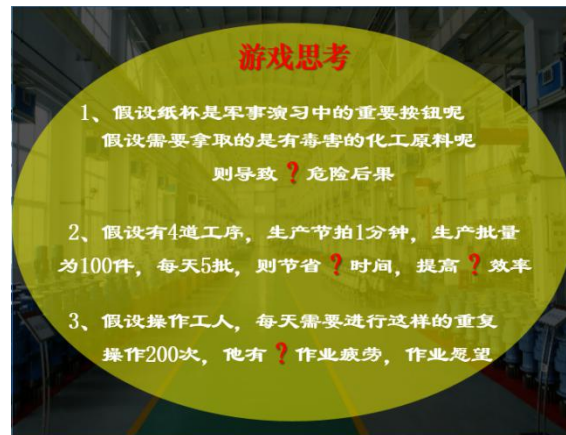 游戏思考
1、假设纸杯是军事演习中的重要按钮呢
假设需要拿取的是有毒害的化工原料呢
则导致？危险后果
2、假设有4道工序，生产节拍1分钟，生产批量
为100件，每天5批，则节省？时间，提高？效率
3、假设操作工人，每天需要进行这样的重复
操作200次，他有？作业疲劳，作业愿望